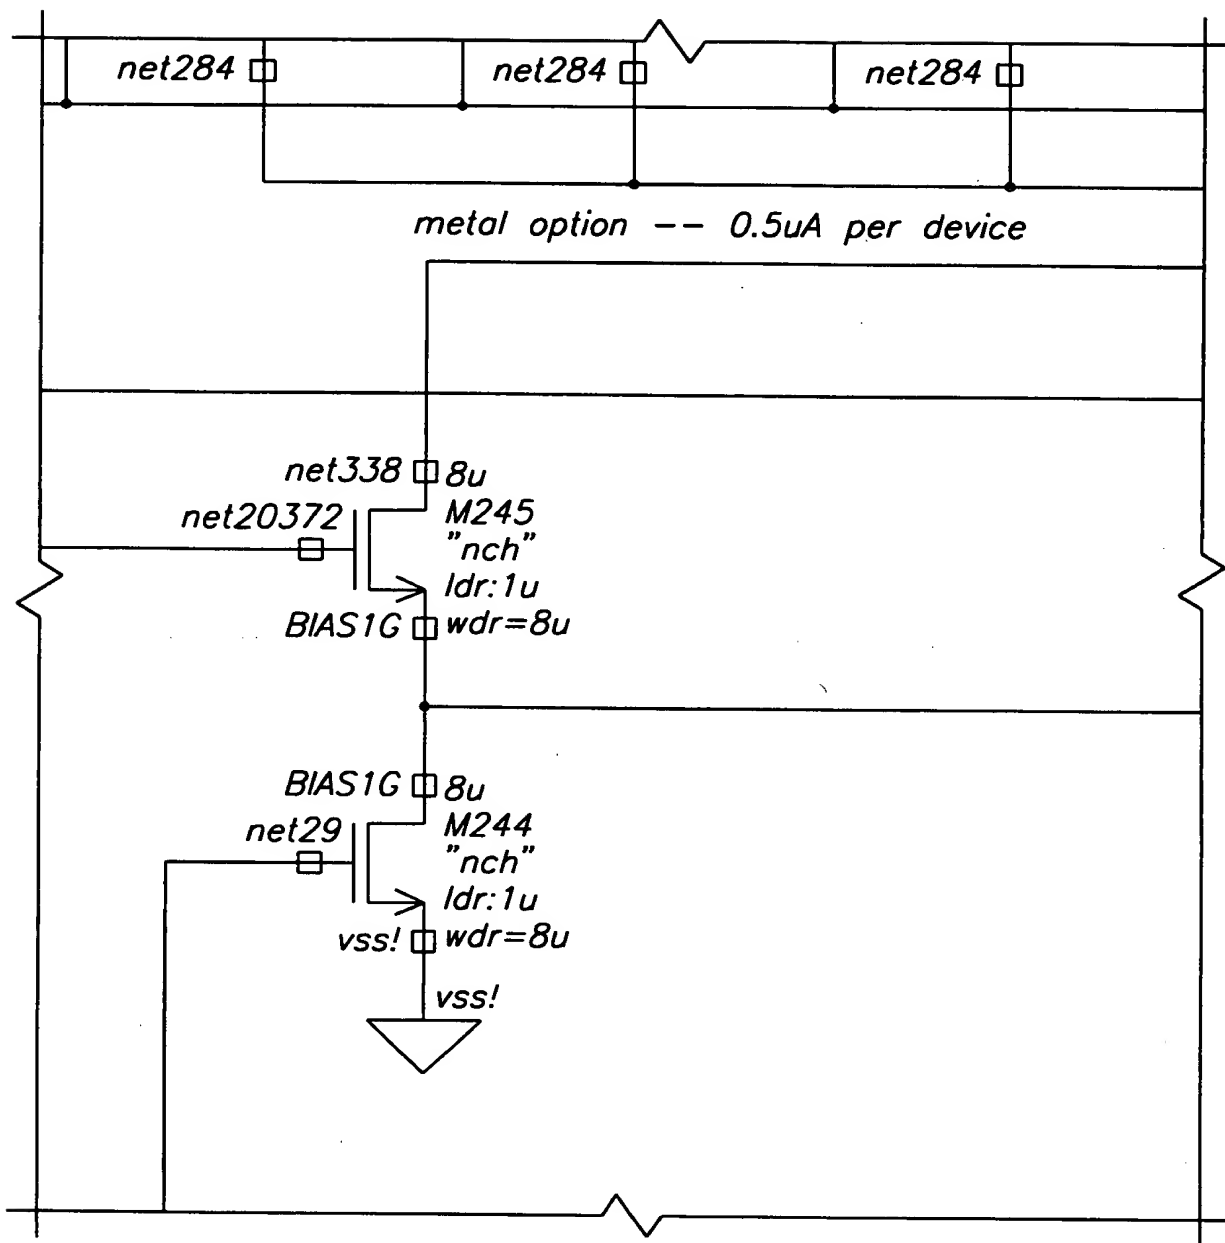 net284 net284 net284
metal option -- 0.5uA per device
net338 8u
net20372 M245
"nch"
ldr:1u
BIAS1G wdr=8u
BIAS1G 8u
net29 M244
"nch"
ldr:1u
vss! wdr=8u
vss!